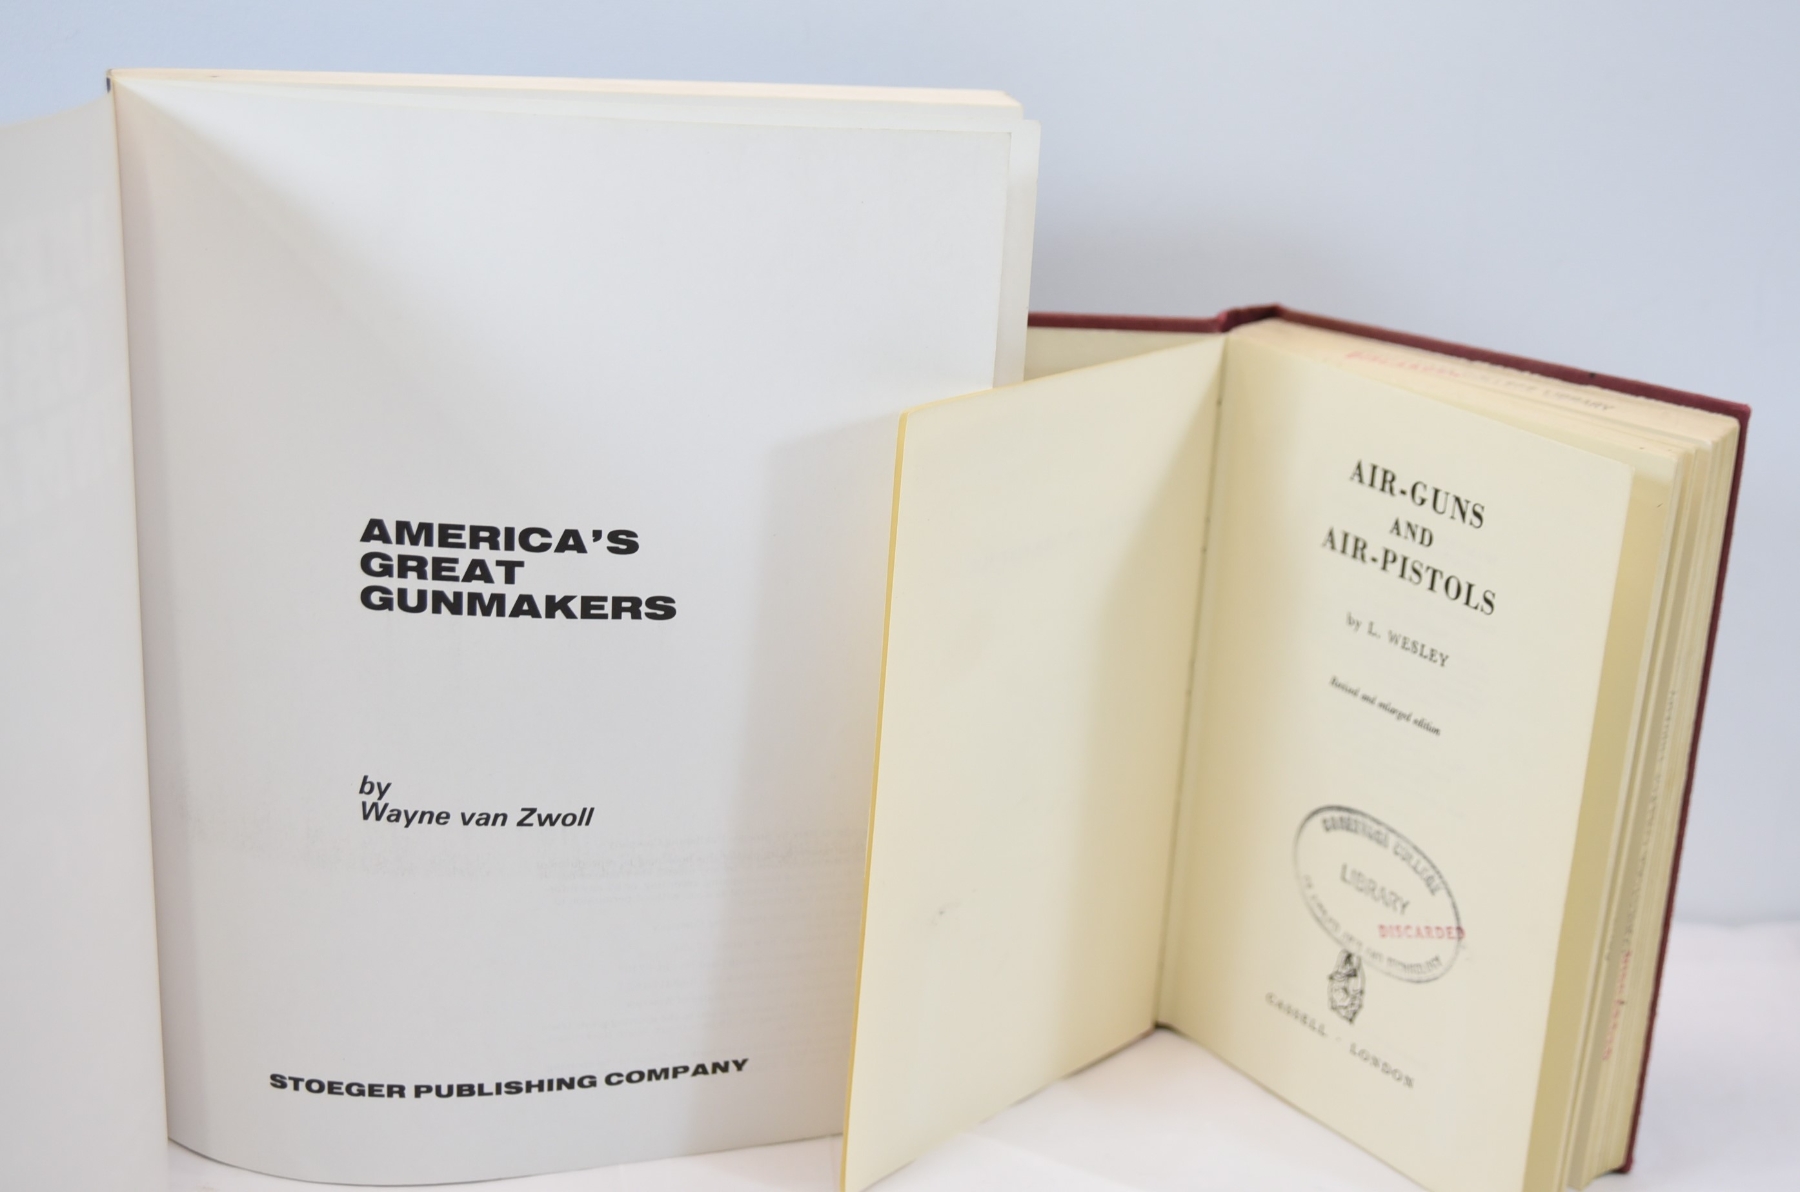 AMERICA'S
GREAT
GUNMAKERS
by
Wayne van Zwoll
STOEGER PUBLISHING COMPANY
AIR-GUNS
AND
AIR-PISTOLS
by L. WESLEY
Revised and enlarged edition
COLLEGE
LIBRARY
DISCARDED
CASSELL · LONDON